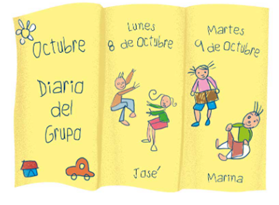 Octubre
Diario
del
Grupo
Lunes
8 de Octubre
José
Martes
9 de Octubre
Marina